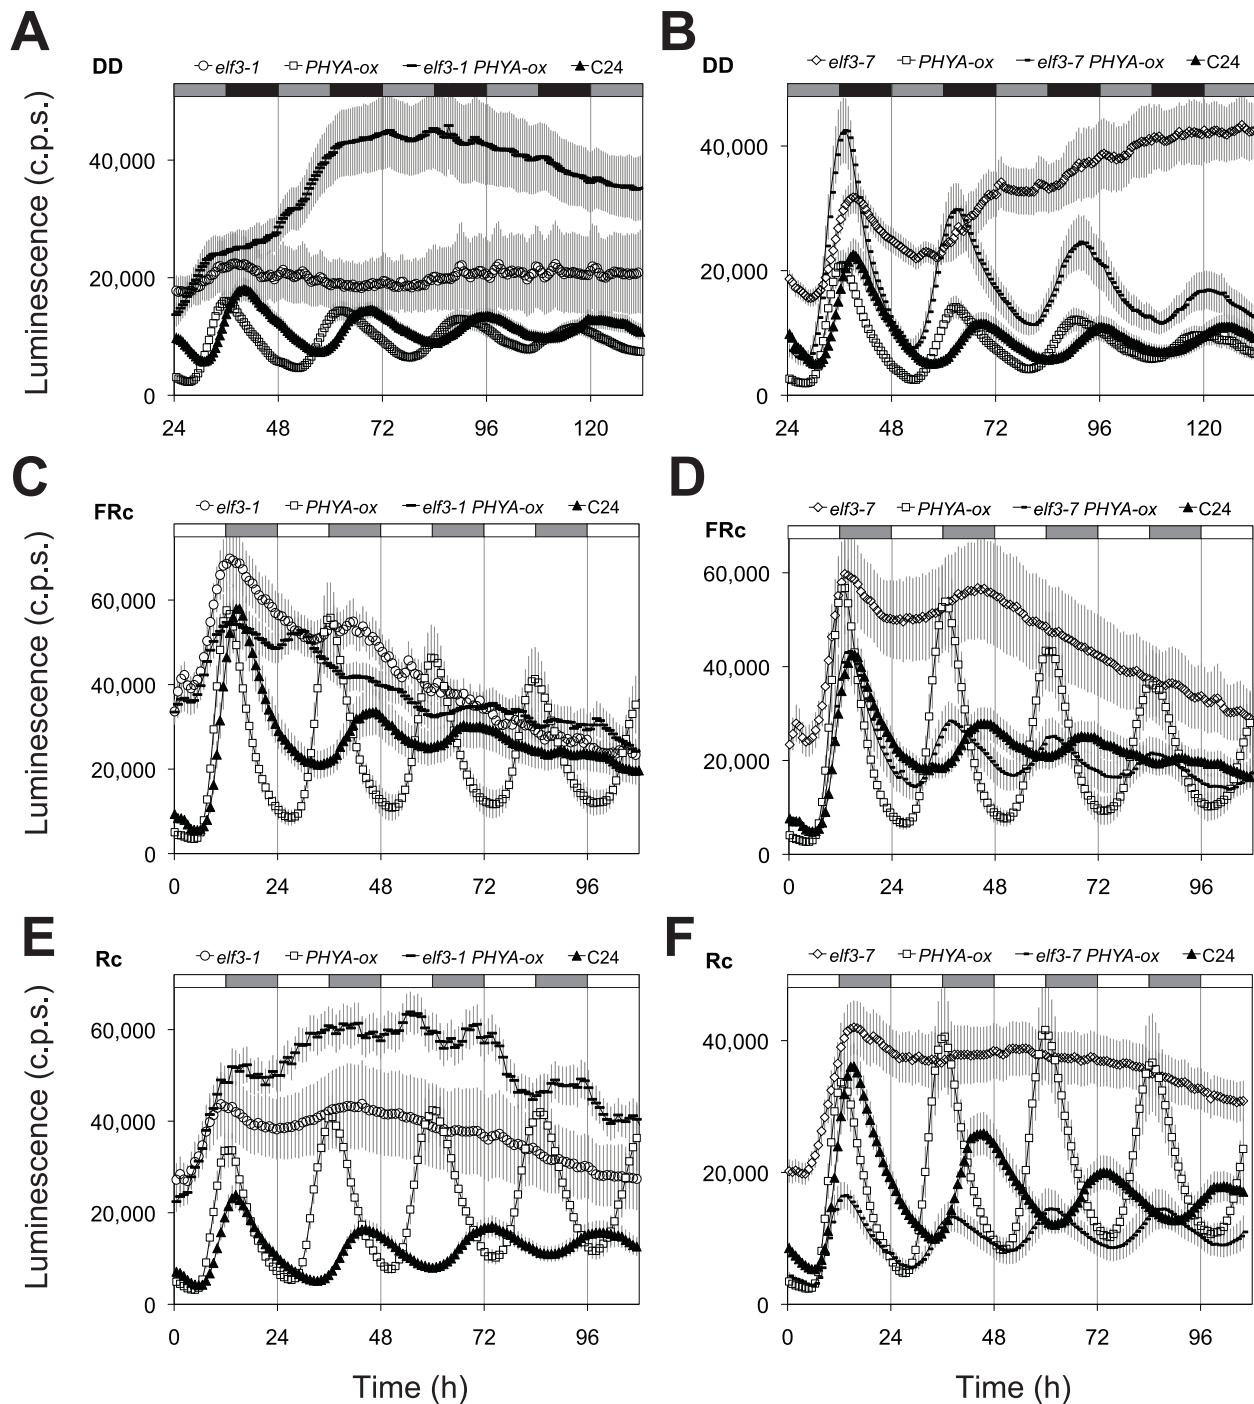 A
DD
elf3-1 PHYA-ox elf3-1 PHYA-ox C24
Luminescence (c.p.s.)
40,000
20,000
0
24 48 72 96 120
B
DD
elf3-7 PHYA-ox elf3-7 PHYA-ox C24
40,000
20,000
0
24 48 72 96 120
C
FRc
elf3-1 PHYA-ox elf3-1 PHYA-ox C24
Luminescence (c.p.s.)
60,000
40,000
20,000
0
0 24 48 72 96
D
FRc
elf3-7 PHYA-ox elf3-7 PHYA-ox C24
60,000
40,000
20,000
0
0 24 48 72 96
E
Rc
elf3-1 PHYA-ox elf3-1 PHYA-ox C24
Luminescence (c.p.s.)
60,000
40,000
20,000
0
0 24 48 72 96
Time (h)
F
Rc
elf3-7 PHYA-ox elf3-7 PHYA-ox C24
40,000
20,000
0
0 24 48 72 96
Time (h)